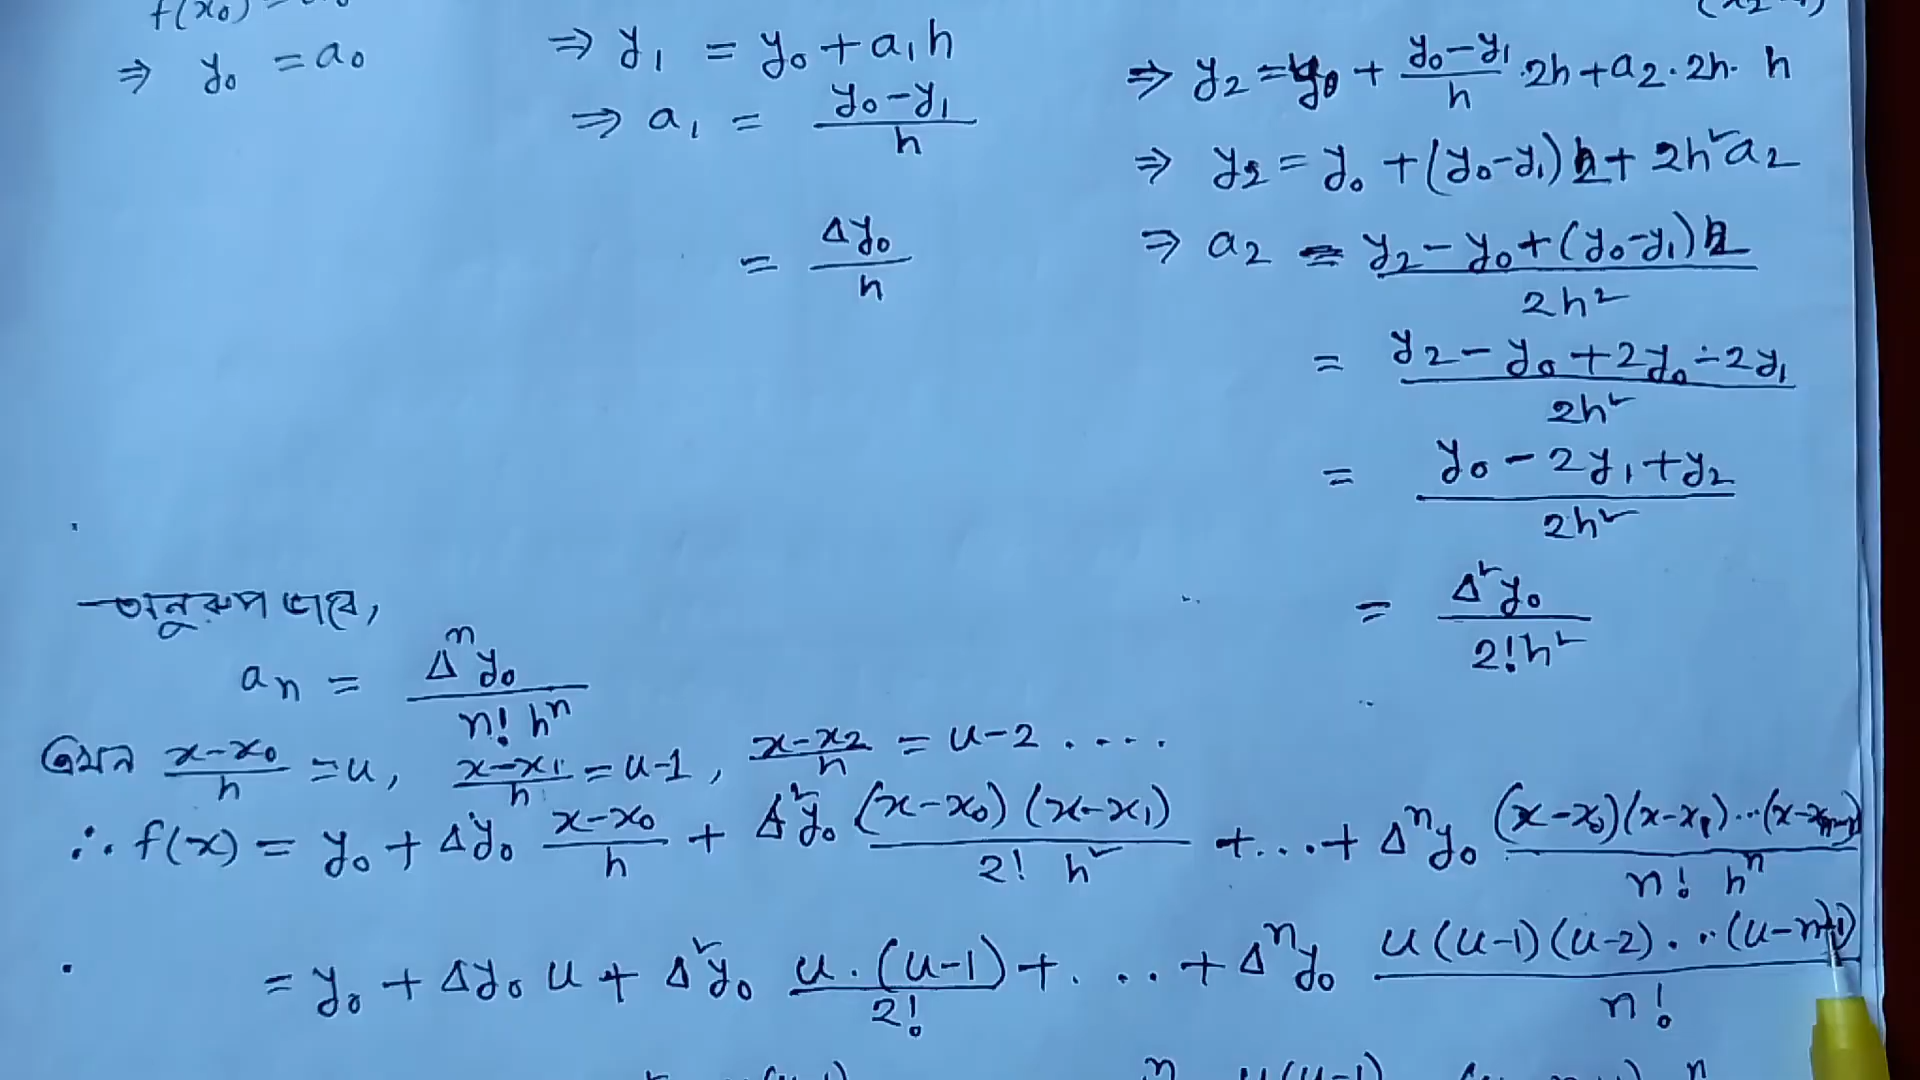 f(x₀)
⇒ y₀ = a₀
⇒ y₁ = y₀ + a₁h
⇒ a₁ = (y₀-y₁)/h
= Δy₀/h
⇒ y₂ = y₀ + (y₀-y₁)/h · 2h + a₂ · 2h · h
⇒ y₂ = y₀ + (y₀-y₁)2 + 2h²a₂
⇒ a₂ = (y₂ - y₀ + (y₀-y₁)2)/2h²
= (y₂ - y₀ + 2y₀ - 2y₁)/2h²
= (y₀ - 2y₁ + y₂)/2h²
= Δ²y₀/2!h²
অনুরূপ ভাবে,
aₙ = Δⁿy₀/n! hⁿ
এখন (x-x₀)/h = u, (x-x₁)/h = u-1, (x-x₂)/h = u-2 ....
∴ f(x) = y₀ + Δy₀ (x-x₀)/h + Δ²y₀ (x-x₀)(x-x₁)/2! h² + ... + Δⁿy₀ (x-x₀)(x-x₁)...(x-xₙ₋₁)/n! hⁿ
= y₀ + Δy₀ u + Δ²y₀ u.(u-1)/2! + .... + Δⁿy₀ u(u-1)(u-2)...(u-n+1)/n!